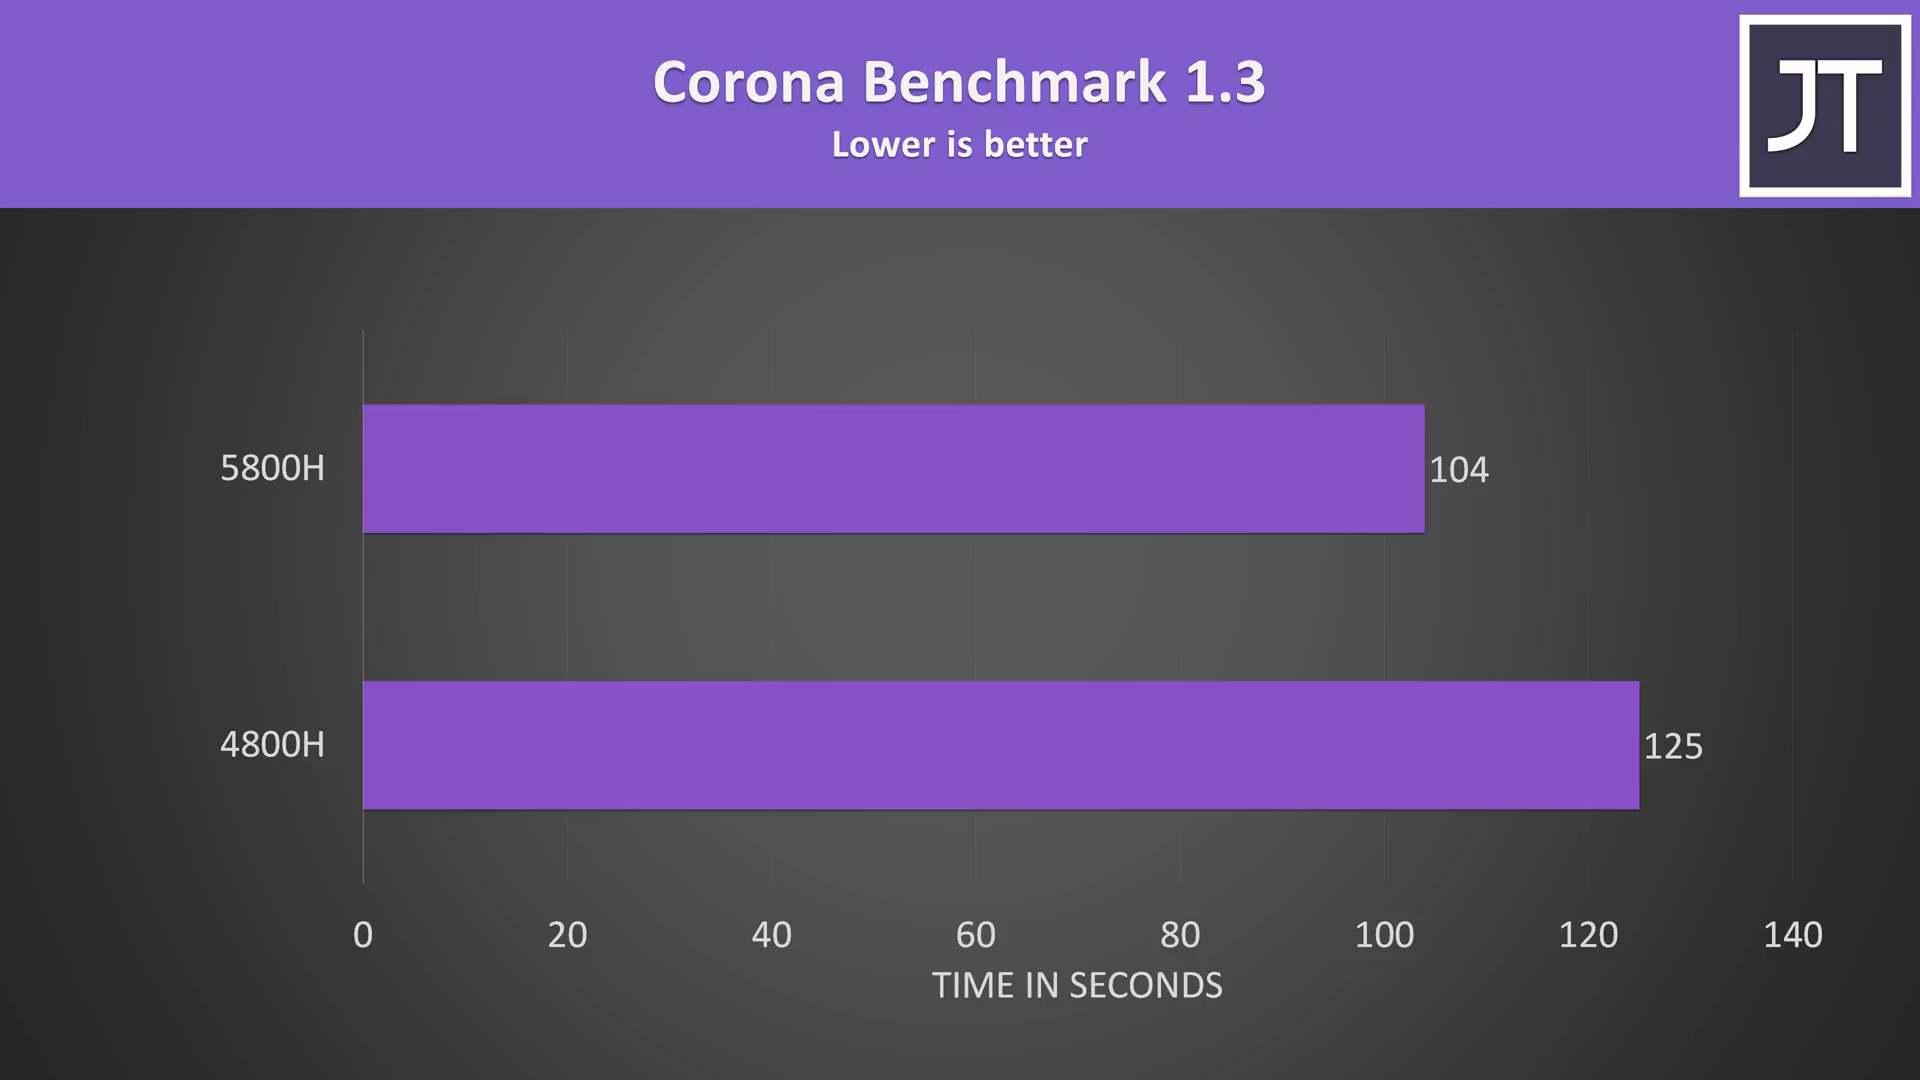 Corona Benchmark 1.3
Lower is better
JT
5800H
104
4800H
125
0 20 40 60 80 100 120 140
TIME IN SECONDS